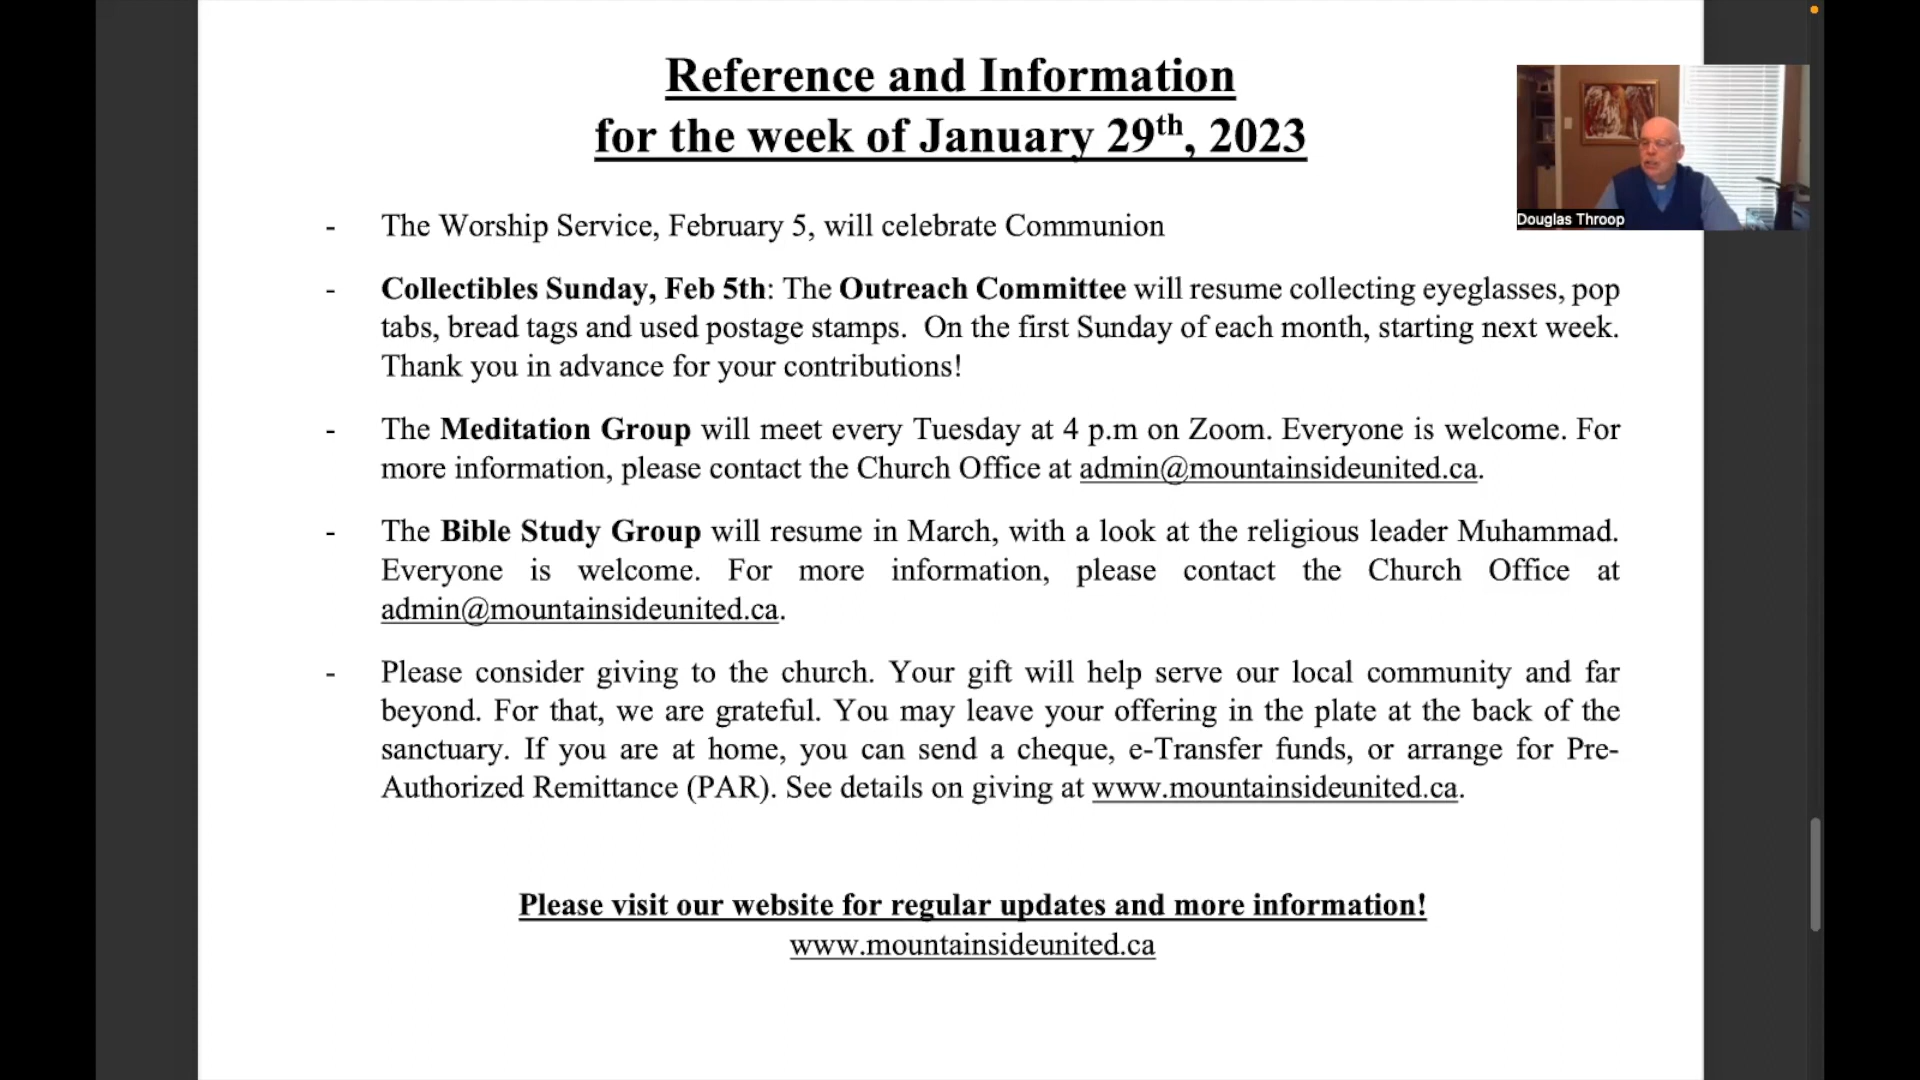 Reference and Information
for the week of January 29th, 2023
Douglas Throop
- The Worship Service, February 5, will celebrate Communion
- Collectibles Sunday, Feb 5th: The Outreach Committee will resume collecting eyeglasses, pop
tabs, bread tags and used postage stamps.  On the first Sunday of each month, starting next week.
Thank you in advance for your contributions!
- The Meditation Group will meet every Tuesday at 4 p.m on Zoom. Everyone is welcome. For
more information, please contact the Church Office at admin@mountainsideunited.ca.
- The Bible Study Group will resume in March, with a look at the religious leader Muhammad.
Everyone is welcome. For more information, please contact the Church Office at
admin@mountainsideunited.ca.
- Please consider giving to the church. Your gift will help serve our local community and far
beyond. For that, we are grateful. You may leave your offering in the plate at the back of the
sanctuary. If you are at home, you can send a cheque, e-Transfer funds, or arrange for Pre-
Authorized Remittance (PAR). See details on giving at www.mountainsideunited.ca.
Please visit our website for regular updates and more information!
www.mountainsideunited.ca